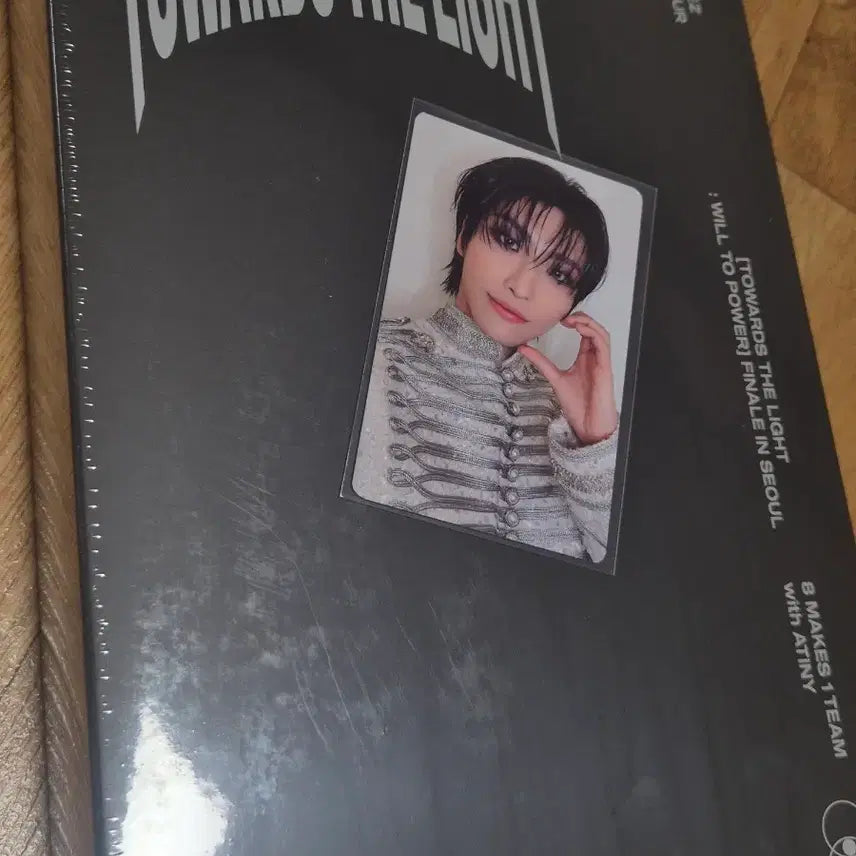 TOWARDS THE LIGHT
[TOWARDS THE LIGHT
: WILL TO POWER] FINALE IN SEOUL
8 MAKES 1 TEAM
with ATINY